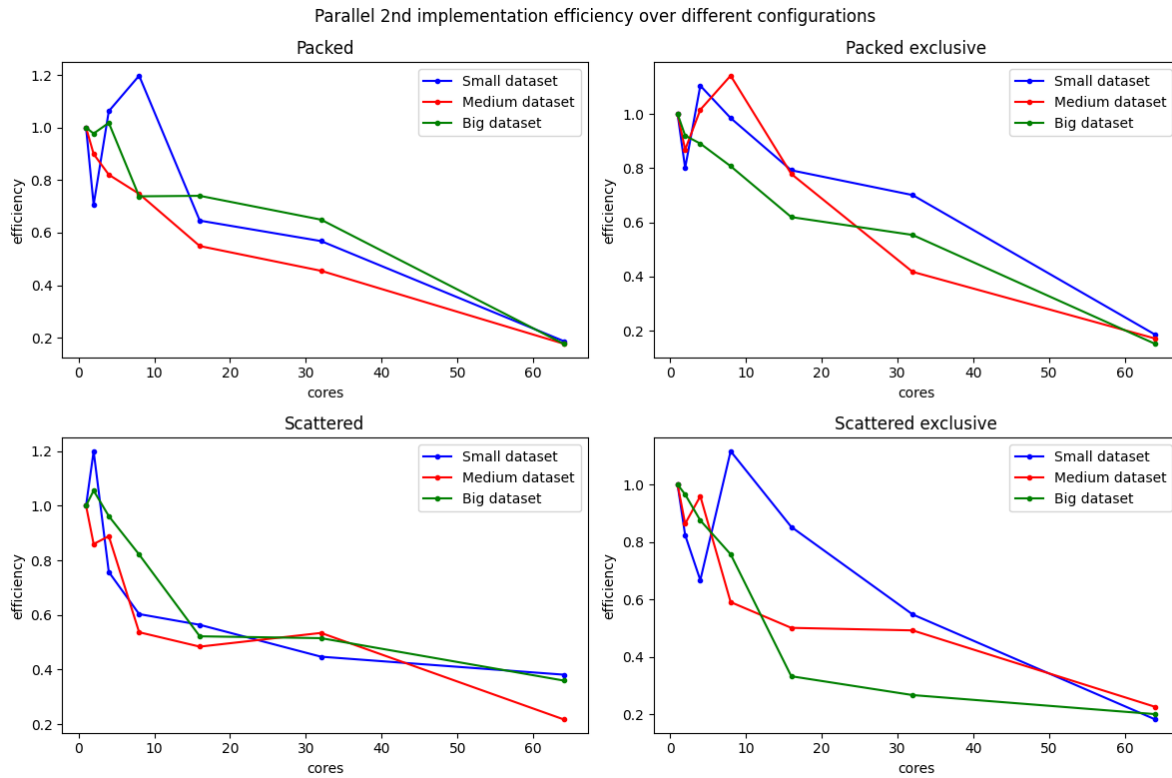 Parallel 2nd implementation efficiency over different configurations
Packed
efficiency
1.2
1.0
0.8
0.6
0.4
0.2
0 10 20 30 40 50 60
cores
Small dataset
Medium dataset
Big dataset
Packed exclusive
efficiency
1.0
0.8
0.6
0.4
0.2
0 10 20 30 40 50 60
cores
Small dataset
Medium dataset
Big dataset
Scattered
efficiency
1.2
1.0
0.8
0.6
0.4
0.2
0 10 20 30 40 50 60
cores
Small dataset
Medium dataset
Big dataset
Scattered exclusive
efficiency
1.0
0.8
0.6
0.4
0.2
0 10 20 30 40 50 60
cores
Small dataset
Medium dataset
Big dataset